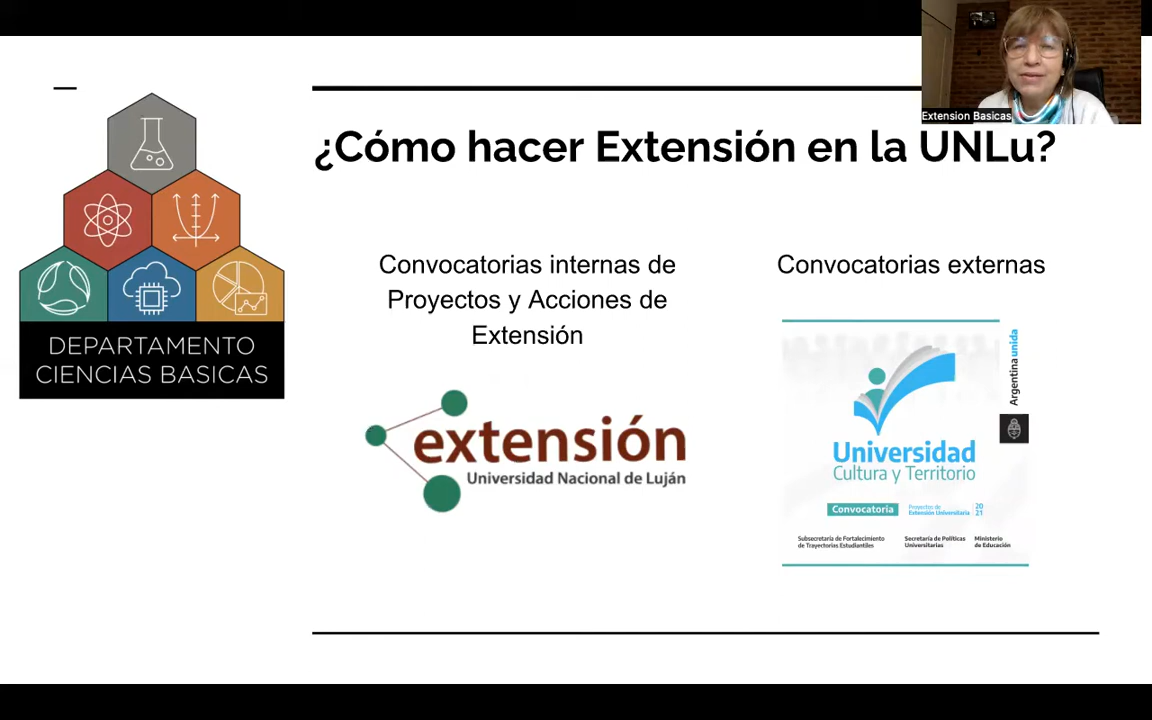 Extension Basicas
¿Cómo hacer Extensión en la UNLu?
DEPARTAMENTO
CIENCIAS BASICAS
Convocatorias internas de
Proyectos y Acciones de
Extensión
extensión
Universidad Nacional de Luján
Convocatorias externas
Argentina unida
Universidad
Cultura y Territorio
Convocatoria
Proyectos de
Extensión Universitaria
20
21
Subsecretaría de Fortalecimiento
de Trayectorias Estudiantiles
Secretaría de Políticas
Universitarias
Ministerio
de Educación